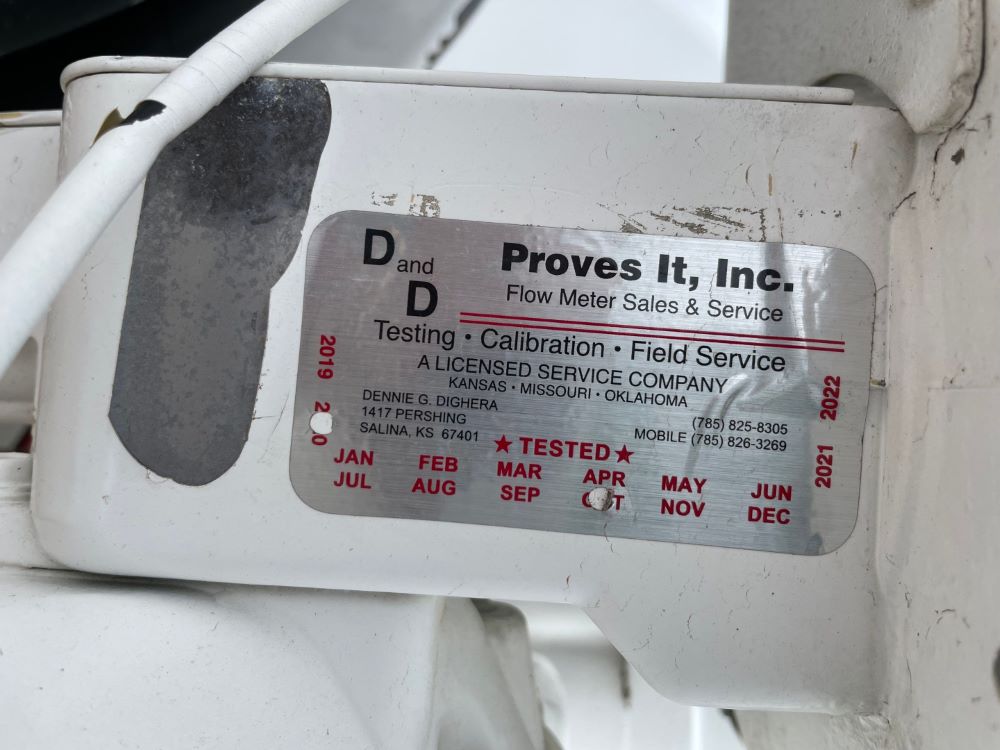 D and
D
Proves It, Inc.
Flow Meter Sales & Service
Testing • Calibration • Field Service
A LICENSED SERVICE COMPANY
KANSAS • MISSOURI • OKLAHOMA
DENNIE G. DIGHERA
1417 PERSHING
SALINA, KS 67401
(785) 825-8305
MOBILE (785) 826-3269
★ TESTED ★
JAN FEB MAR APR MAY JUN
JUL AUG SEP NOV DEC
2019
2021 2022